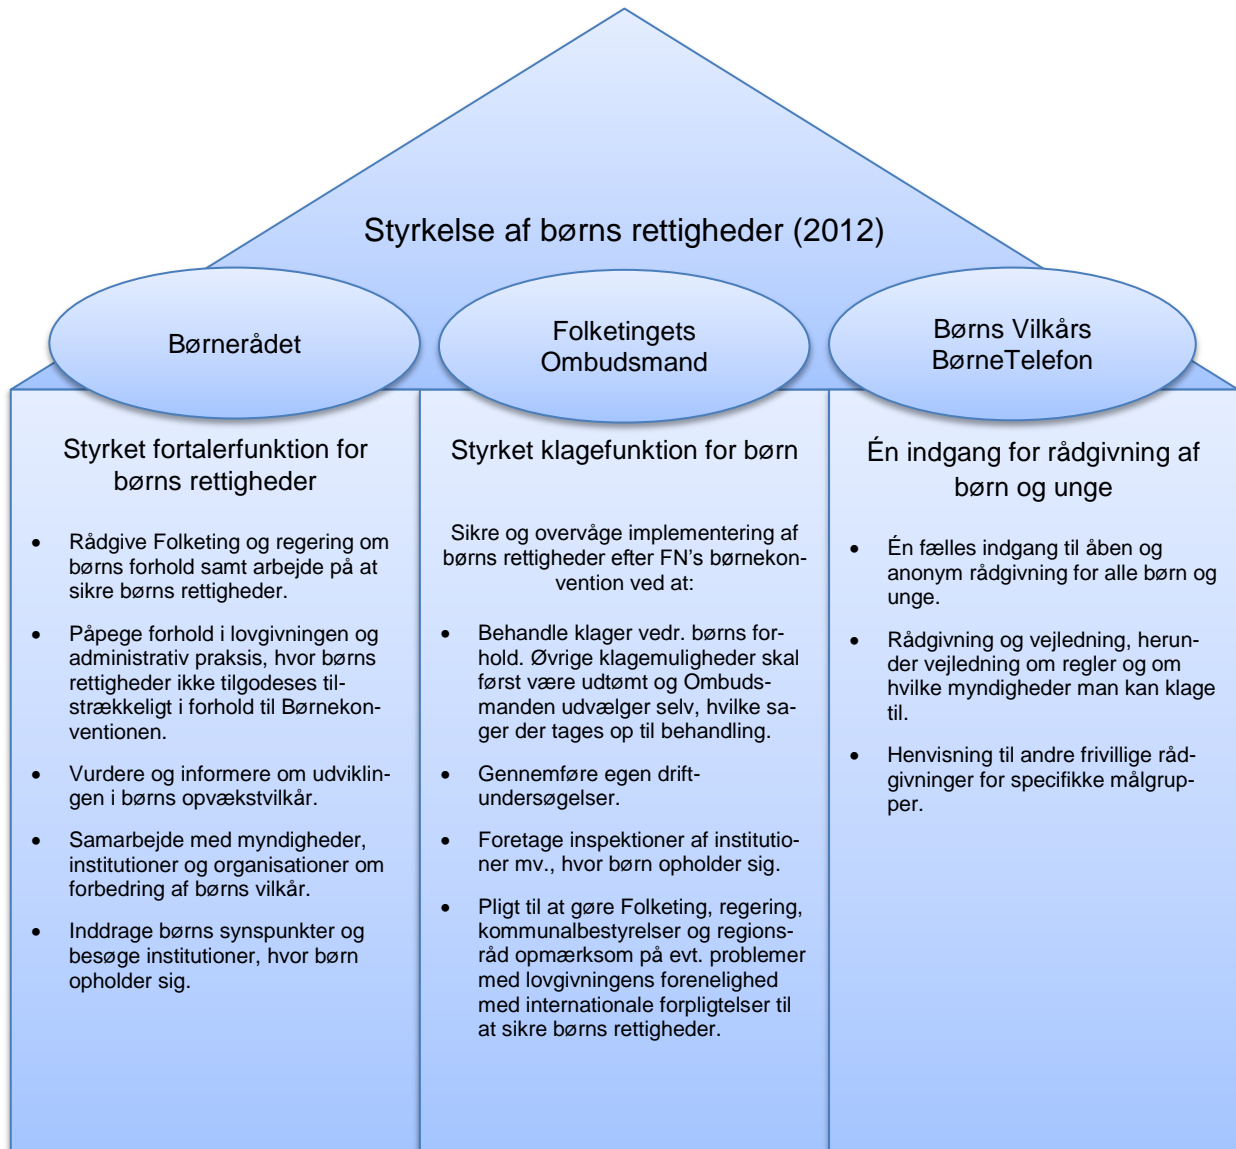 Styrkelse af børns rettigheder (2012)
Børnerådet
Styrket fortalerfunktion for
børns rettigheder
• Rådgive Folketing og regering om
børns forhold samt arbejde på at
sikre børns rettigheder.
• Påpege forhold i lovgivningen og
administrativ praksis, hvor børns
rettigheder ikke tilgodeses til-
strækkeligt i forhold til Børnekon-
ventionen.
• Vurdere og informere om udviklin-
gen i børns opvækstvilkår.
• Samarbejde med myndigheder,
institutioner og organisationer om
forbedring af børns vilkår.
• Inddrage børns synspunkter og
besøge institutioner, hvor børn
opholder sig.
Folketingets
Ombudsmand
Styrket klagefunktion for børn
Sikre og overvåge implementering af
børns rettigheder efter FN's børnekon-
vention ved at:
• Behandle klager vedr. børns for-
hold. Øvrige klagemuligheder skal
først være udtømt og Ombuds-
manden udvælger selv, hvilke sa-
ger der tages op til behandling.
• Gennemføre egen drift-
undersøgelser.
• Foretage inspektioner af institutio-
ner mv., hvor børn opholder sig.
• Pligt til at gøre Folketing, regering,
kommunalbestyrelser og regions-
råd opmærksom på evt. problemer
med lovgivningens forenelighed
med internationale forpligtelser til
at sikre børns rettigheder.
Børns Vilkårs
BørneTelefon
Én indgang for rådgivning af
børn og unge
• Én fælles indgang til åben og
anonym rådgivning for alle børn og
unge.
• Rådgivning og vejledning, herun-
der vejledning om regler og om
hvilke myndigheder man kan klage
til.
• Henvisning til andre frivillige råd-
givninger for specifikke målgrup-
per.